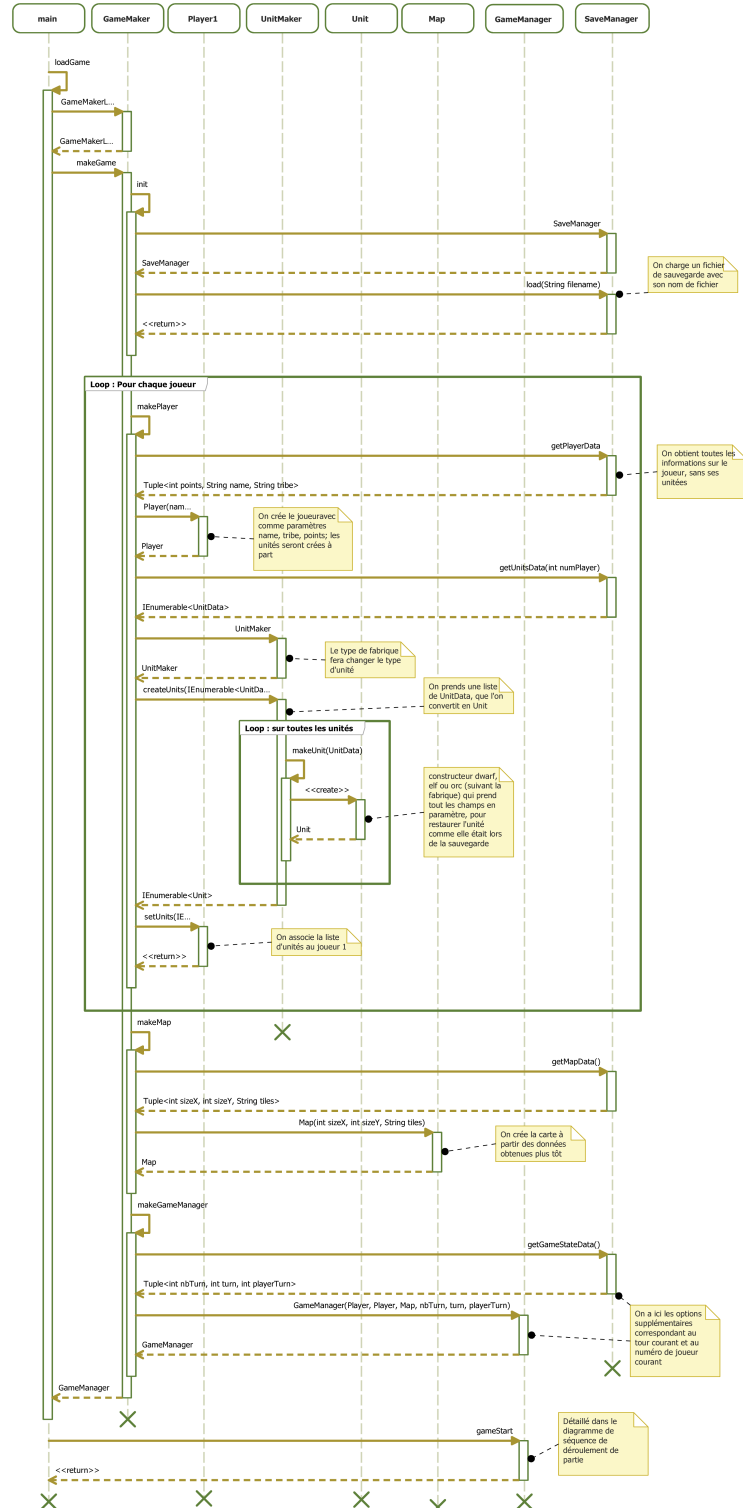 main
GameMaker
Player1
UnitMaker
Unit
Map
GameManager
SaveManager
loadGame
GameMakerL...
GameMakerL...
makeGame
init
SaveManager
SaveManager
On charge un fichier
de sauvegarde avec
son nom de fichier
load(String filename)
<<return>>
Loop : Pour chaque joueur
makePlayer
getPlayerData
On obtient toutes les
informations sur le
joueur, sans ses
unitées
Tuple<int points, String name, String tribe>
Player(nam...
On crée le joueuravec
comme paramètres
name, tribe, points; les
unités seront crées à
part
Player
getUnitsData(int numPlayer)
IEnumerable<UnitData>
UnitMaker
Le type de fabrique
fera changer le type
d'unité
UnitMaker
createUnits(IEnumerable<UnitDa...
On prends une liste
de UnitData, que l'on
convertit en Unit
Loop : sur toutes les unités
makeUnit(UnitData)
constructeur dwarf,
elf ou orc (suivant la
fabrique) qui prend
tout les champs en
paramètre, pour
restaurer l'unité
comme elle était lors
de la sauvegarde
<<create>>
Unit
IEnumerable<Unit>
setUnits(IE...
On associe la liste
d'unités au joueur 1
<<return>>
makeMap
getMapData()
Tuple<int sizeX, int sizeY, String tiles>
Map(int sizeX, int sizeY, String tiles)
On crée la carte à
partir des données
obtenues plus tôt
Map
makeGameManager
getGameStateData()
Tuple<int nbTurn, int turn, int playerTurn>
GameManager(Player, Player, Map, nbTurn, turn, playerTurn)
On a ici les options
supplémentaires
correspondant au
tour courant et au
numéro de joueur
courant
GameManager
GameManager
Détaillé dans le
diagramme de
séquence de
déroulement de
partie
gameStart
<<return>>